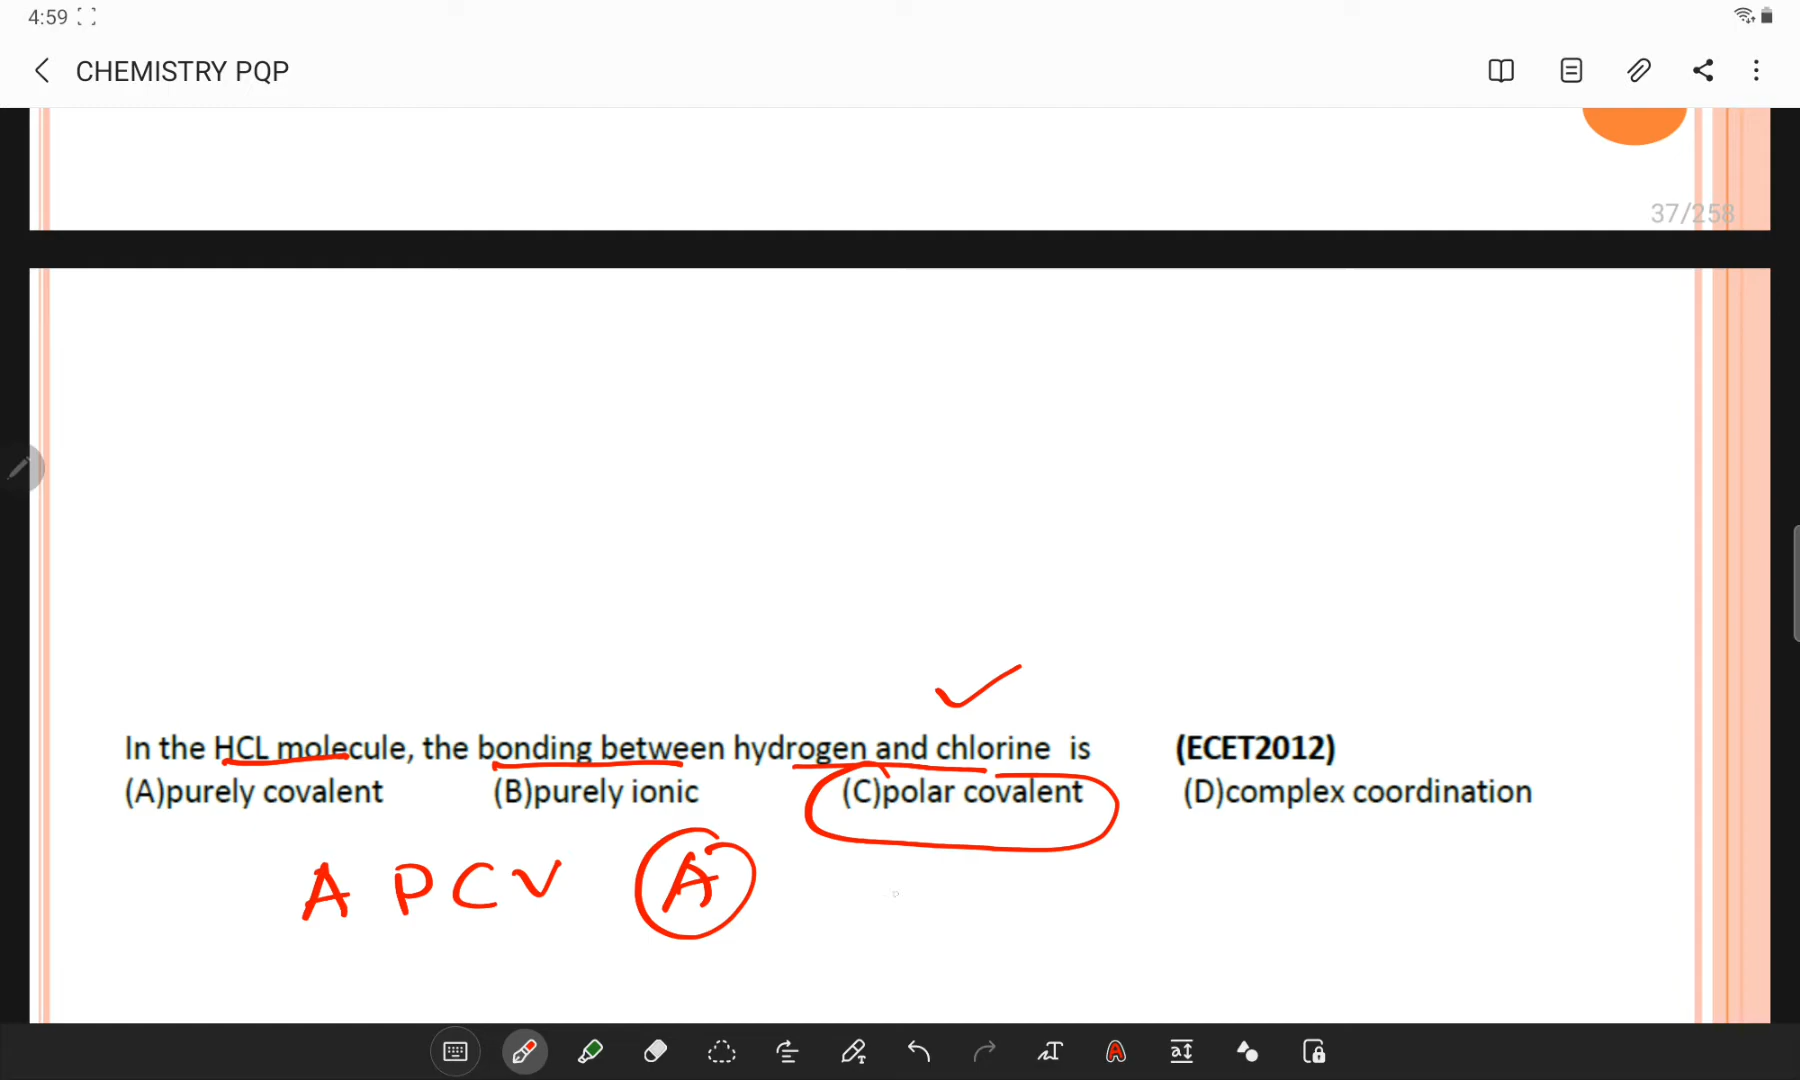 4:59
CHEMISTRY PQP
37/258
In the HCL molecule, the bonding between hydrogen and chlorine is (ECET2012)
(A)purely covalent (B)purely ionic (C)polar covalent (D)complex coordination
A P C V A